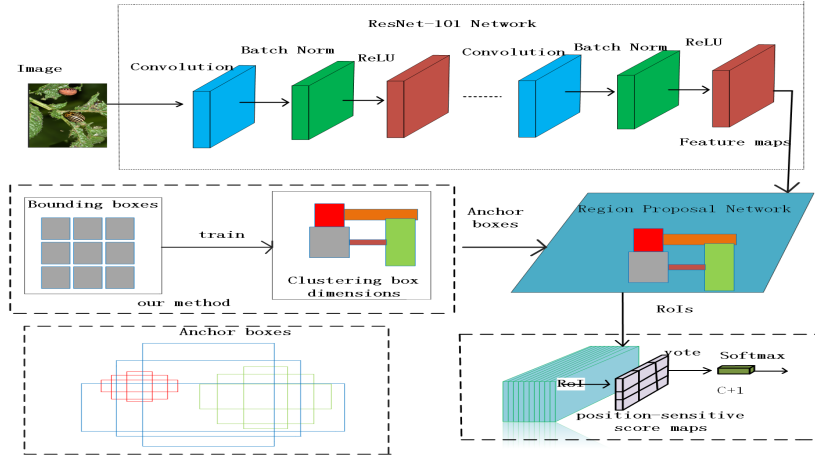 ResNet-101 Network
Image
Convolution
Batch Norm
ReLU
Convolution
Batch Norm
ReLU
Feature maps
Bounding boxes
train
Clustering box
dimensions
our method
Anchor
boxes
Region Proposal Network
RoIs
Anchor boxes
RoI
vote
Softmax
C+1
position-sensitive
score maps